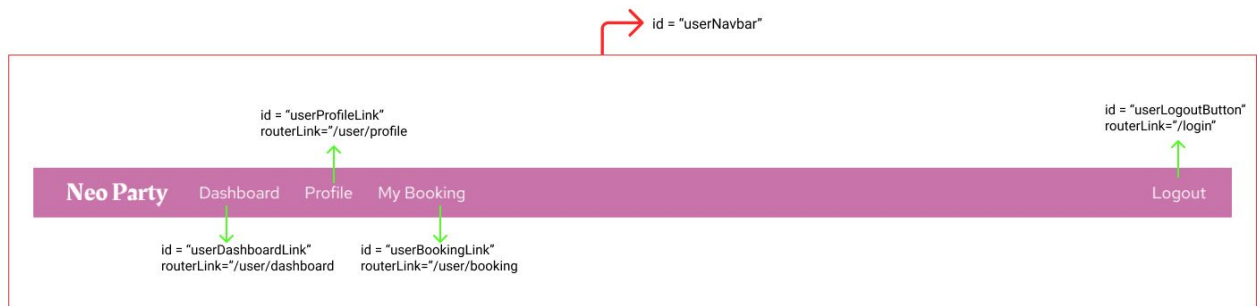 id = “userNavbar”
id = “userProfileLink”
routerLink=”/user/profile
id = “userLogoutButton”
routerLink=”/login”
Neo Party
Dashboard
Profile
My Booking
Logout
id = “userDashboardLink”
routerLink=”/user/dashboard
id = “userBookingLink”
routerLink=”/user/booking